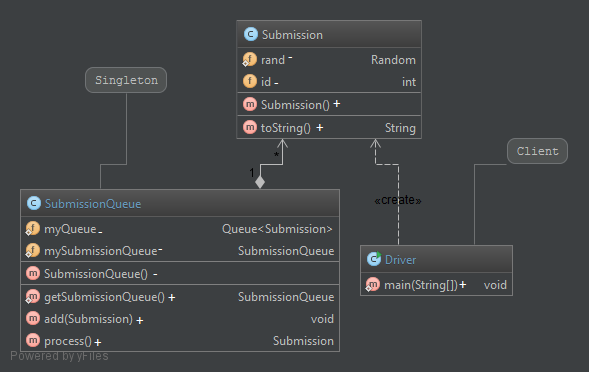 Submission
rand - Random
id - int
Submission() +
toString() + String
Singleton
Client
*
1
«create»
SubmissionQueue
myQueue - Queue<Submission>
mySubmissionQueue - SubmissionQueue
SubmissionQueue() -
getSubmissionQueue() + SubmissionQueue
add(Submission) + void
process() + Submission
Driver
main(String[]) + void
Powered by yFiles